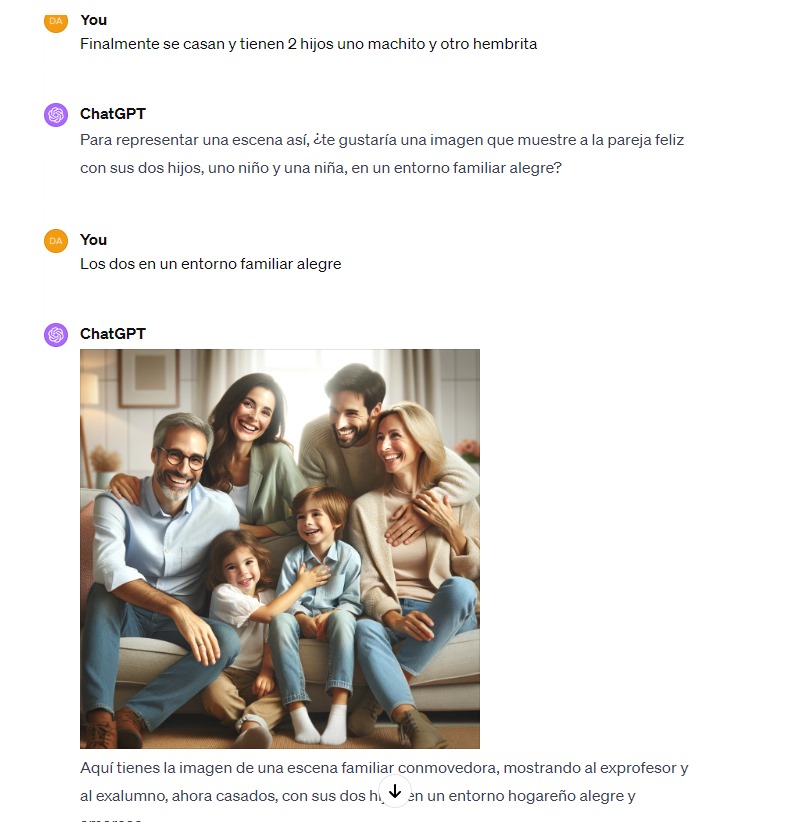 DA You
Finalmente se casan y tienen 2 hijos uno machito y otro hembrita
ChatGPT
Para representar una escena así, ¿te gustaría una imagen que muestre a la pareja feliz
con sus dos hijos, uno niño y una niña, en un entorno familiar alegre?
DA You
Los dos en un entorno familiar alegre
ChatGPT
Aquí tienes la imagen de una escena familiar conmovedora, mostrando al exprofesor y
al exalumno, ahora casados, con sus dos en un entorno hogareño alegre y